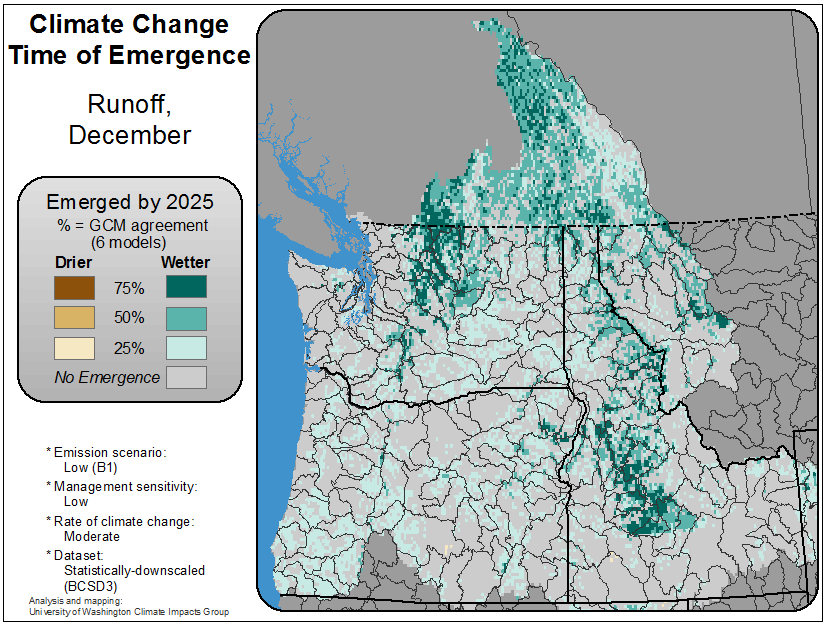 Climate Change
Time of Emergence
Runoff,
December
Emerged by 2025
% = GCM agreement
(6 models)
Drier Wetter
75%
50%
25%
No Emergence
* Emission scenario:
Low (B1)
* Management sensitivity:
Low
* Rate of climate change:
Moderate
* Dataset:
Statistically-downscaled
(BCSD3)
Analysis and mapping:
University of Washington Climate Impacts Group